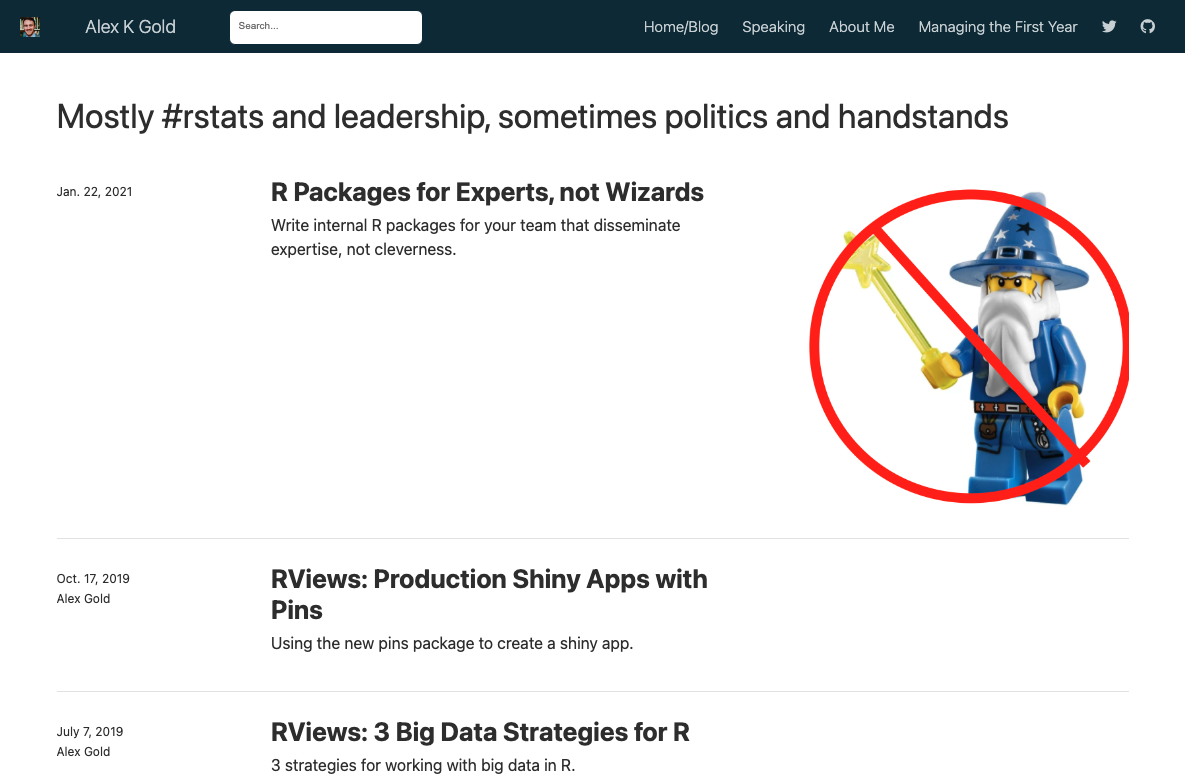 Alex K Gold
Search...
Home/Blog
Speaking
About Me
Managing the First Year
Mostly #rstats and leadership, sometimes politics and handstands
Jan. 22, 2021
R Packages for Experts, not Wizards
Write internal R packages for your team that disseminate
expertise, not cleverness.
Oct. 17, 2019
Alex Gold
RViews: Production Shiny Apps with
Pins
Using the new pins package to create a shiny app.
July 7, 2019
Alex Gold
RViews: 3 Big Data Strategies for R
3 strategies for working with big data in R.